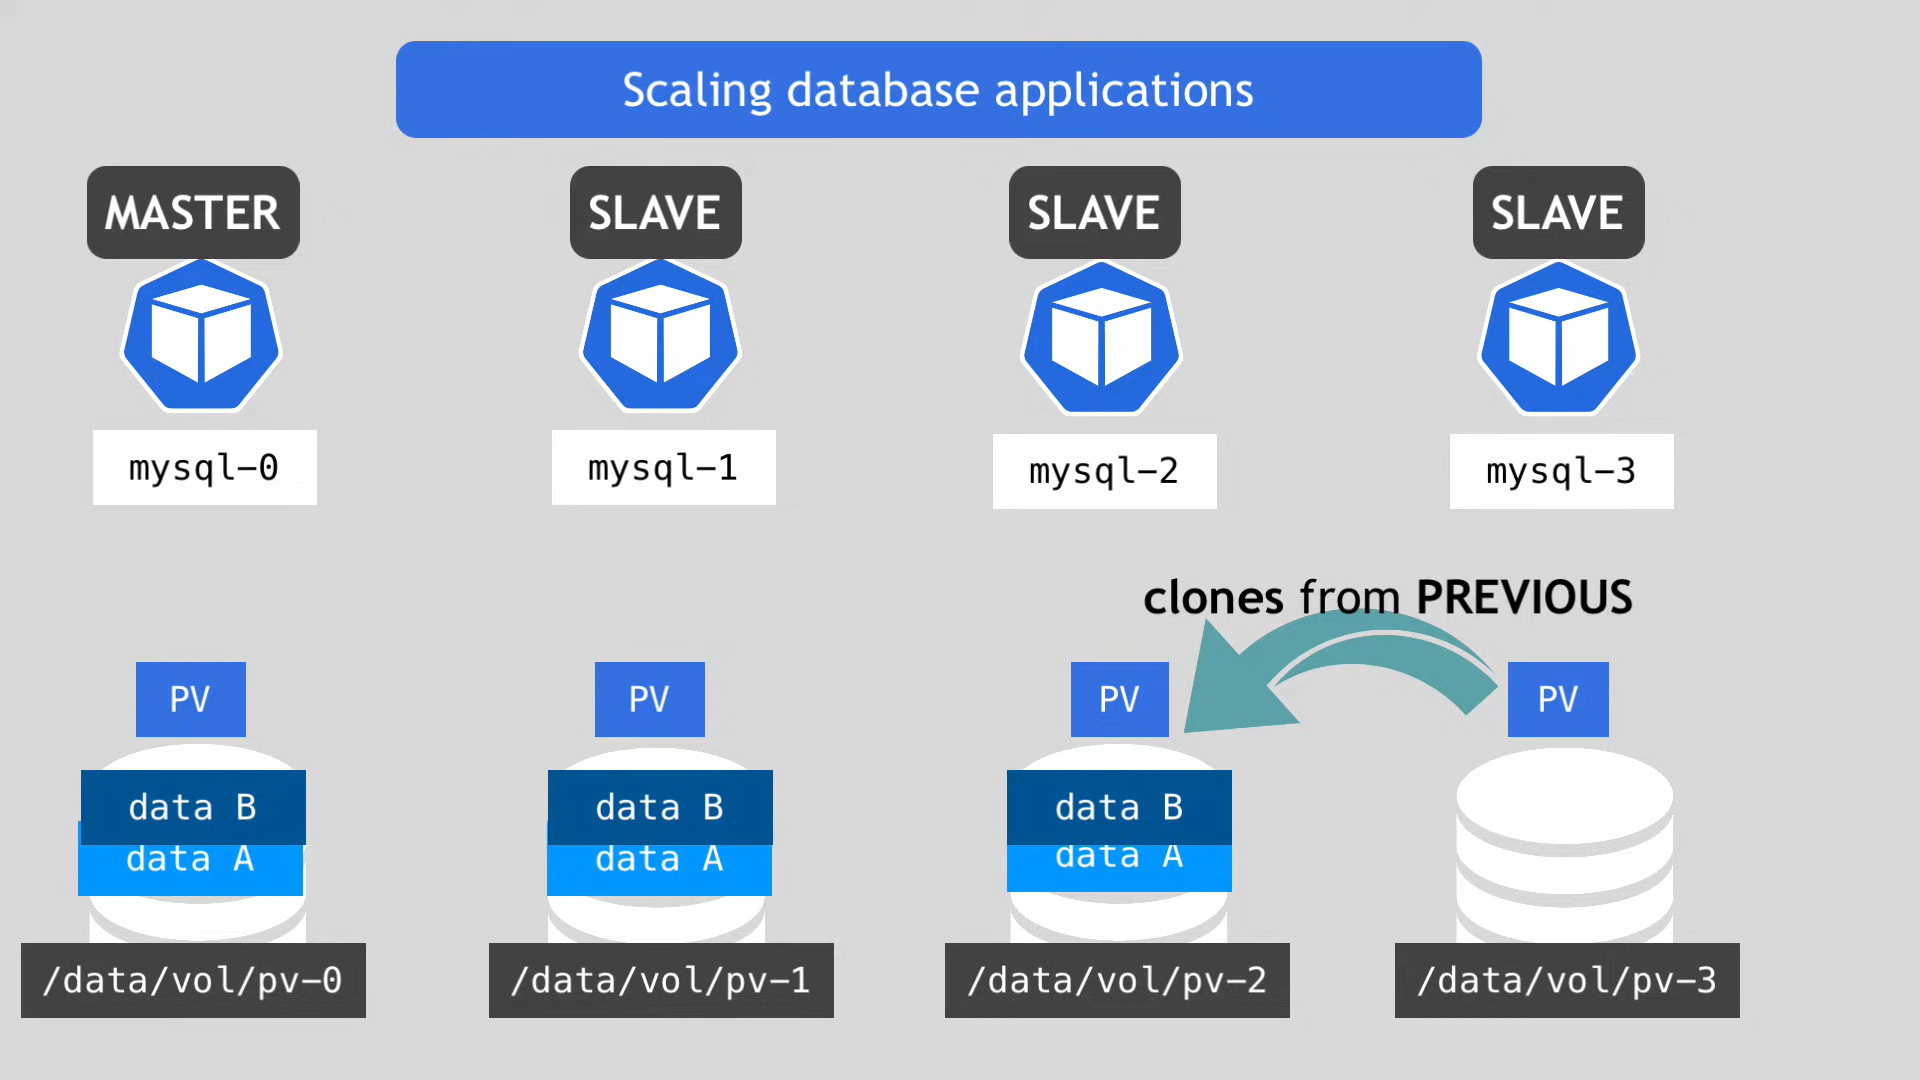 Scaling database applications
MASTER
SLAVE
SLAVE
SLAVE
mysql-0
mysql-1
mysql-2
mysql-3
clones from PREVIOUS
PV
PV
PV
PV
data B
data B
data B
data A
data A
data A
/data/vol/pv-0
/data/vol/pv-1
/data/vol/pv-2
/data/vol/pv-3